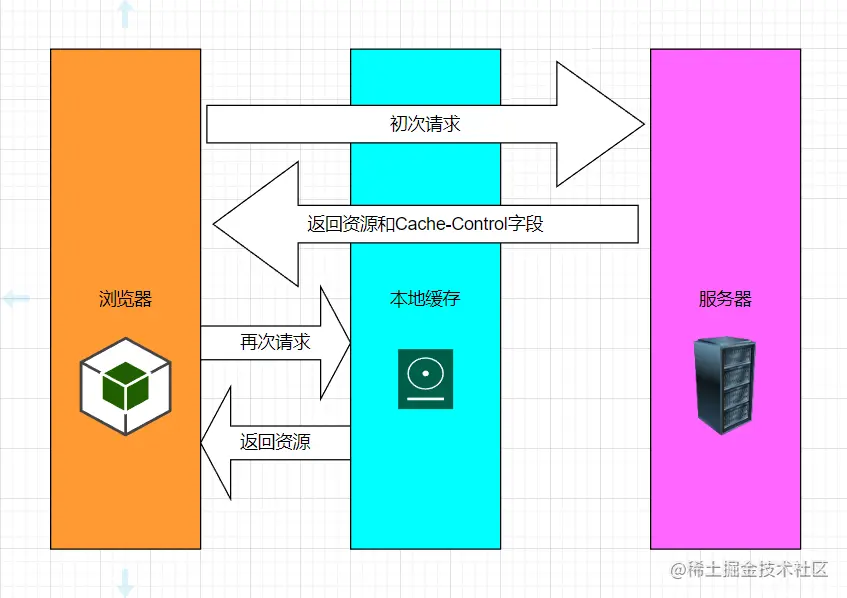 初次请求
返回资源和Cache-Control字段
浏览器
本地缓存
服务器
再次请求
返回资源
@稀土掘金技术社区